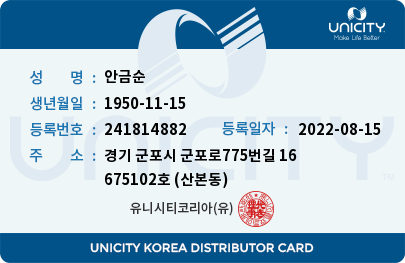 UNICITY
Make Life Better
성 명 : 안금순
생년월일 : 1950-11-15
등록번호 : 241814882 등록일자 : 2022-08-15
주 소 : 경기 군포시 군포로775번길 16
675102호 (산본동)
유니시티코리아(유)
UNICITY
TM
UNICITY KOREA DISTRIBUTOR CARD